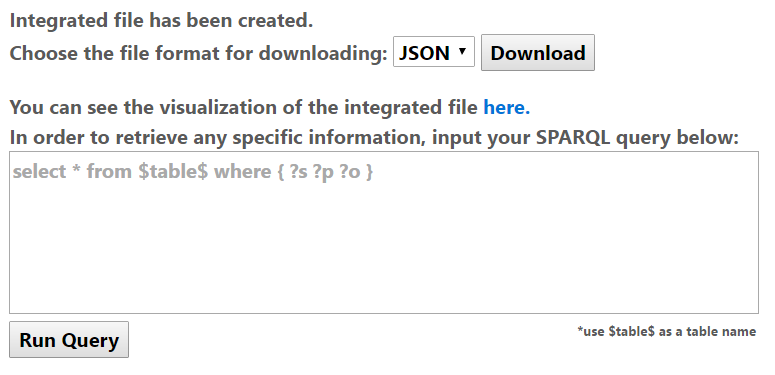 Integrated file has been created.
Choose the file format for downloading: JSON Download
You can see the visualization of the integrated file here.
In order to retrieve any specific information, input your SPARQL query below:
select * from $table$ where { ?s ?p ?o }
Run Query
*use $table$ as a table name